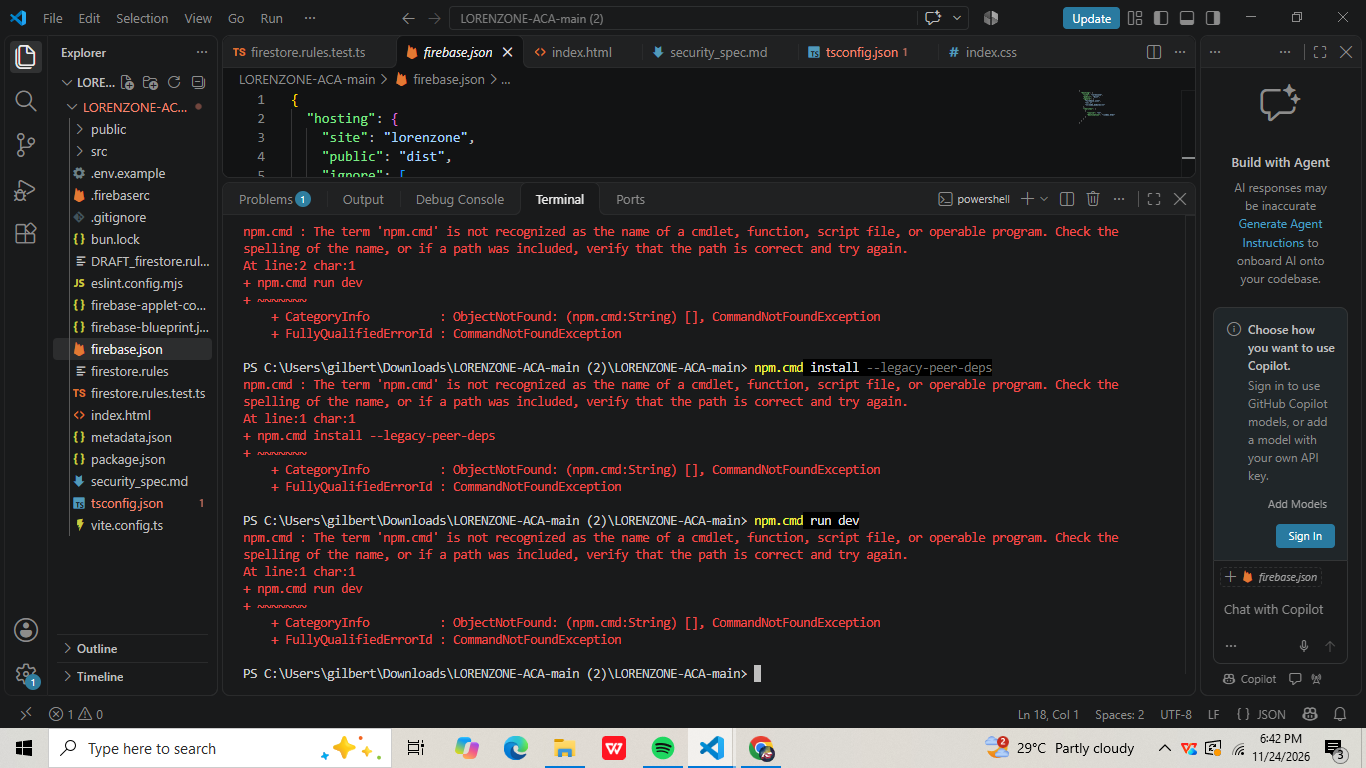 File Edit Selection View Go Run ··· LORENZONE-ACA-main (2) Update
Explorer ···
LORE...
LORENZONE-AC...
public
src
.env.example
.firebaserc
.gitignore
bun.lock
DRAFT_firestore.rul...
eslint.config.mjs
firebase-applet-co...
firebase-blueprint.j...
firebase.json
firestore.rules
firestore.rules.test.ts
index.html
metadata.json
package.json
security_spec.md
tsconfig.json 1
vite.config.ts
Outline
Timeline
1
TS firestore.rules.test.ts firebase.json index.html security_spec.md tsconfig.json 1 # index.css ···
LORENZONE-ACA-main > firebase.json > ...
1 {
2 "hosting": {
3 "site": "lorenzone",
4 "public": "dist",
5 "ignore": [
Problems 1 Output Debug Console Terminal Ports powershell ···
npm.cmd : The term 'npm.cmd' is not recognized as the name of a cmdlet, function, script file, or operable program. Check the
spelling of the name, or if a path was included, verify that the path is correct and try again.
At line:2 char:1
+ npm.cmd run dev
+ ~~~~~~~
+ CategoryInfo : ObjectNotFound: (npm.cmd:String) [], CommandNotFoundException
+ FullyQualifiedErrorId : CommandNotFoundException
PS C:\Users\gilbert\Downloads\LORENZONE-ACA-main (2)\LORENZONE-ACA-main> npm.cmd install --legacy-peer-deps
npm.cmd : The term 'npm.cmd' is not recognized as the name of a cmdlet, function, script file, or operable program. Check the
spelling of the name, or if a path was included, verify that the path is correct and try again.
At line:1 char:1
+ npm.cmd install --legacy-peer-deps
+ ~~~~~~~
+ CategoryInfo : ObjectNotFound: (npm.cmd:String) [], CommandNotFoundException
+ FullyQualifiedErrorId : CommandNotFoundException
PS C:\Users\gilbert\Downloads\LORENZONE-ACA-main (2)\LORENZONE-ACA-main> npm.cmd run dev
npm.cmd : The term 'npm.cmd' is not recognized as the name of a cmdlet, function, script file, or operable program. Check the
spelling of the name, or if a path was included, verify that the path is correct and try again.
At line:1 char:1
+ npm.cmd run dev
+ ~~~~~~~
+ CategoryInfo : ObjectNotFound: (npm.cmd:String) [], CommandNotFoundException
+ FullyQualifiedErrorId : CommandNotFoundException
PS C:\Users\gilbert\Downloads\LORENZONE-ACA-main (2)\LORENZONE-ACA-main>
Build with Agent
AI responses may
be inaccurate
Generate Agent
Instructions to
onboard AI onto
your codebase.
Choose how
you want to use
Copilot.
Sign in to use
GitHub Copilot
models, or add
a model with
your own API
key.
Add Models
Sign In
firebase.json
Chat with Copilot
Copilot
1 0 Ln 18, Col 1 Spaces: 2 UTF-8 LF { } JSON
Type here to search 2 29°C Partly cloudy 6:42 PM
11/24/2026 3